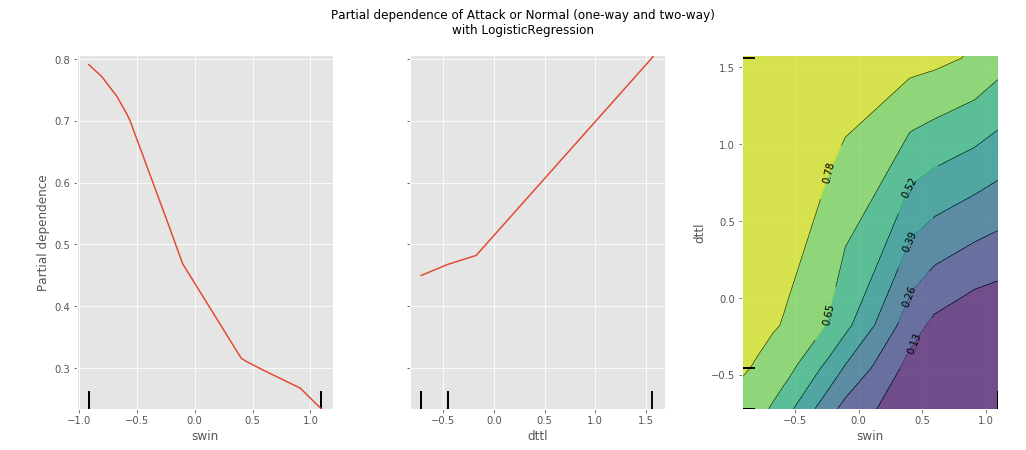 Partial dependence of Attack or Normal (one-way and two-way)
with LogisticRegression
Partial dependence
0.8
0.7
0.6
0.5
0.4
0.3
−1.0 −0.5 0.0 0.5 1.0
swin
−0.5 0.0 0.5 1.0 1.5
dttl
dttl
1.5
1.0
0.5
0.0
−0.5
0.78
0.52
0.39
0.26
0.65
0.13
−0.5 0.0 0.5 1.0
swin